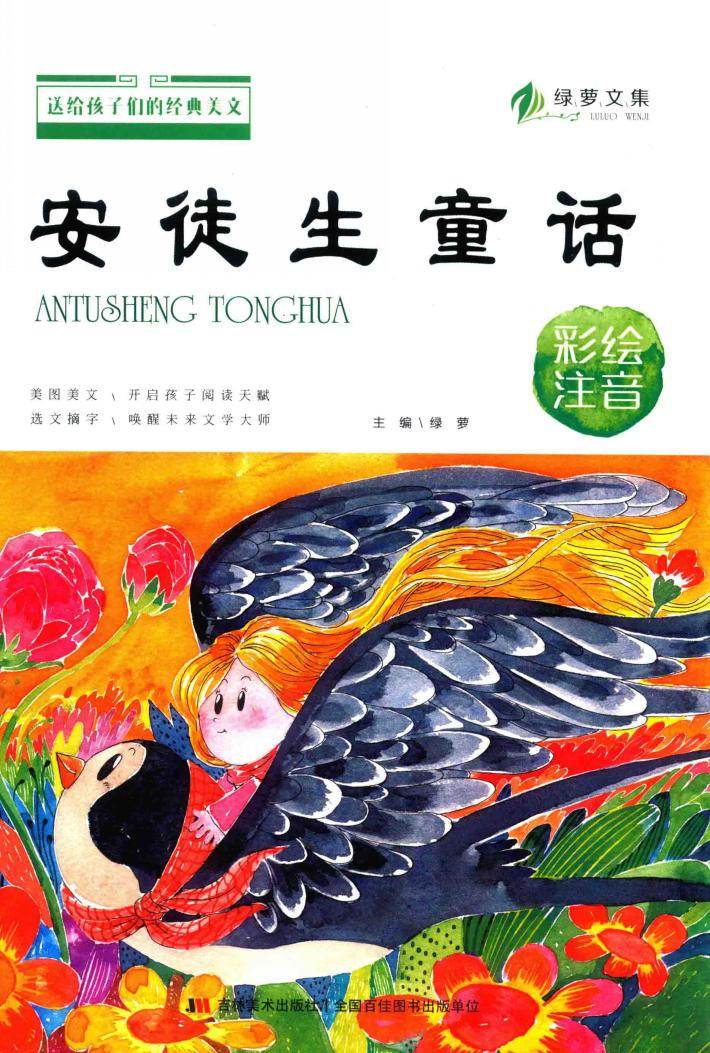 送给孩子们的经典美文
绿萝文集
LULUO WENJI
安徒生童话
ANTUSHENG TONGHUA
彩绘
注音
美图美文 \ 开启孩子阅读天赋
选文摘字 \ 唤醒未来文学大师
主编 \ 绿萝
吉林美术出版社 // 全国百佳图书出版单位